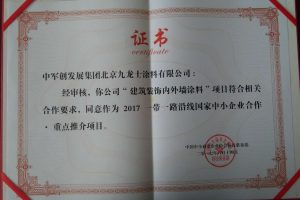 证书
certificate
中军创发展集团北京九龙士涂料有限公司：
经审核，你公司“建筑装饰内外墙涂料”项目符合相关
合作要求，同意作为2017一带一路沿线国家中小企业合作
·重点推介项目。